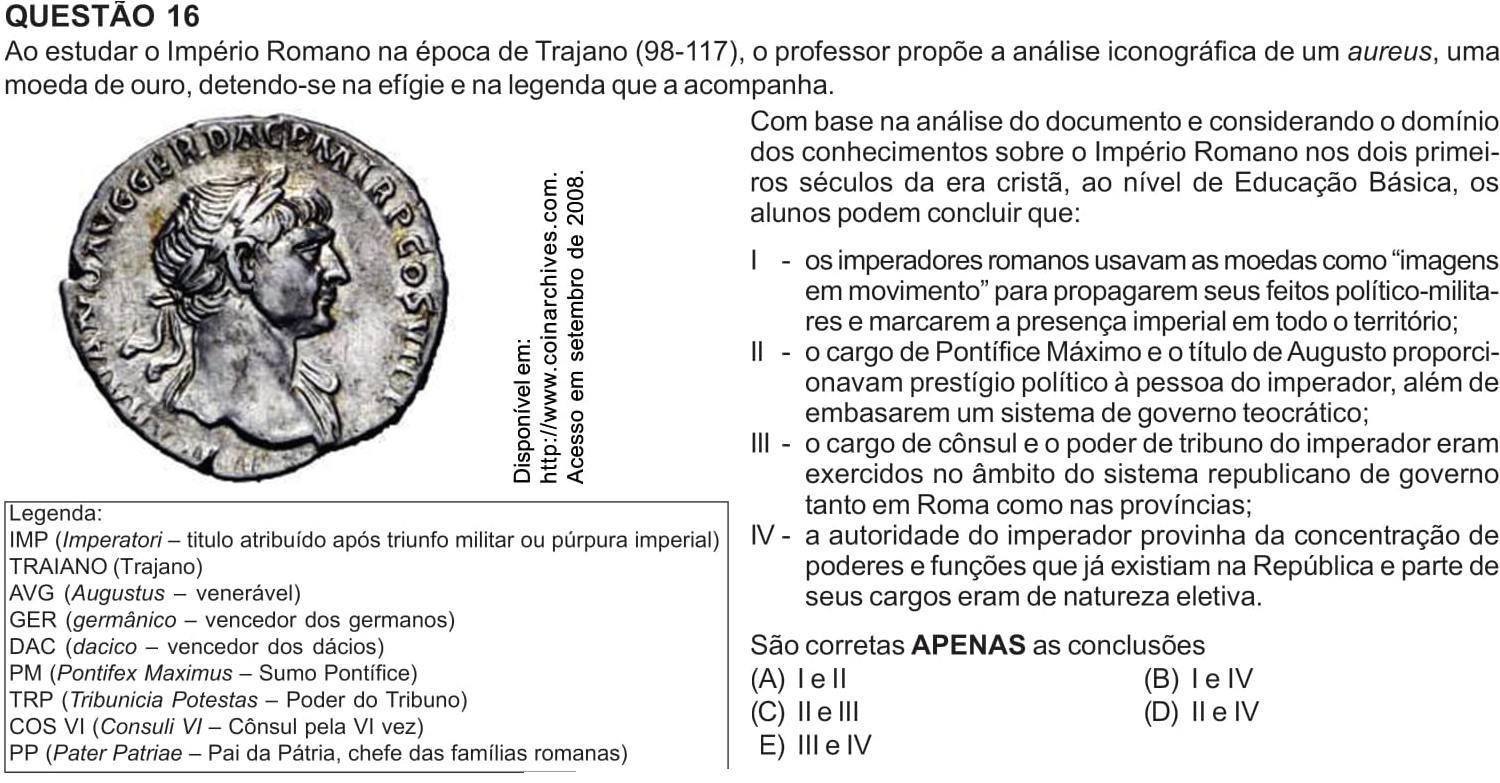 QUESTÃO 16
Ao estudar o Império Romano na época de Trajano (98-117), o professor propõe a análise iconográfica de um aureus, uma
moeda de ouro, detendo-se na efígie e na legenda que a acompanha.
Disponível em:
http://www.coinarchives.com.
Acesso em setembro de 2008.
Legenda:
IMP (Imperatori – titulo atribuído após triunfo militar ou púrpura imperial)
TRAIANO (Trajano)
AVG (Augustus – venerável)
GER (germânico – vencedor dos germanos)
DAC (dacico – vencedor dos dácios)
PM (Pontifex Maximus – Sumo Pontífice)
TRP (Tribunicia Potestas – Poder do Tribuno)
COS VI (Consuli VI – Cônsul pela VI vez)
PP (Pater Patriae – Pai da Pátria, chefe das famílias romanas)
Com base na análise do documento e considerando o domínio
dos conhecimentos sobre o Império Romano nos dois primei-
ros séculos da era cristã, ao nível de Educação Básica, os
alunos podem concluir que:
I - os imperadores romanos usavam as moedas como “imagens
em movimento” para propagarem seus feitos político-milita-
res e marcarem a presença imperial em todo o território;
II - o cargo de Pontífice Máximo e o título de Augusto proporci-
onavam prestígio político à pessoa do imperador, além de
embasarem um sistema de governo teocrático;
III - o cargo de cônsul e o poder de tribuno do imperador eram
exercidos no âmbito do sistema republicano de governo
tanto em Roma como nas províncias;
IV - a autoridade do imperador provinha da concentração de
poderes e funções que já existiam na República e parte de
seus cargos eram de natureza eletiva.
São corretas APENAS as conclusões
(A) I e II
(B) I e IV
(C) II e III
(D) II e IV
E) III e IV